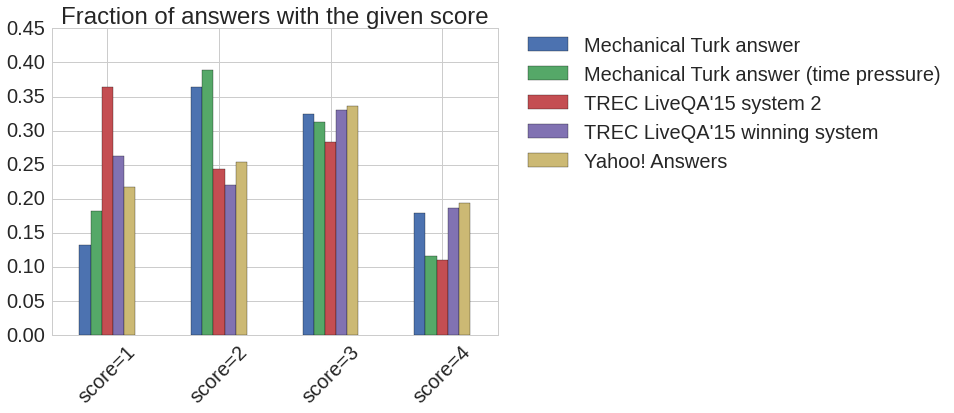 Fraction of answers with the given score
0.45
0.40
0.35
0.30
0.25
0.20
0.15
0.10
0.05
0.00
score=1
score=2
score=3
score=4
Mechanical Turk answer
Mechanical Turk answer (time pressure)
TREC LiveQA'15 system 2
TREC LiveQA'15 winning system
Yahoo! Answers